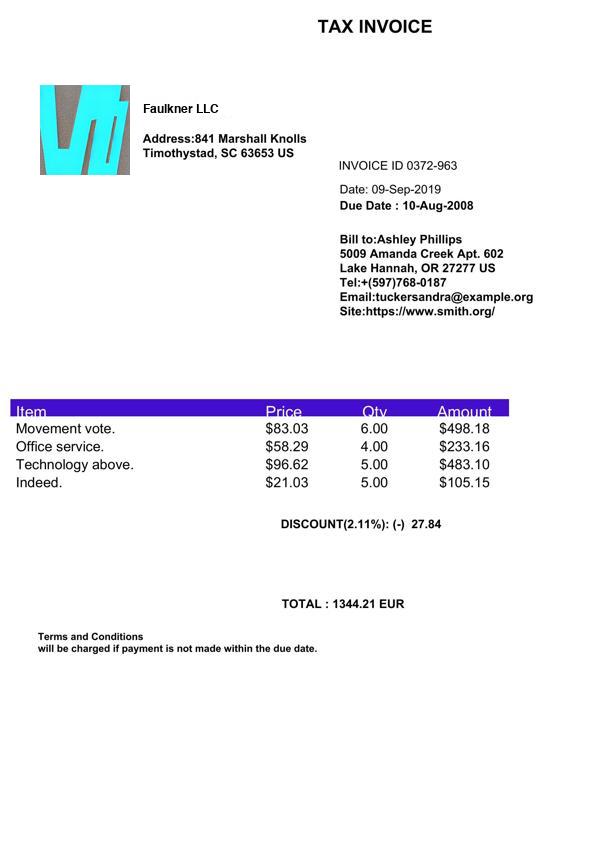 TAX INVOICE
Faulkner LLC
Address:841 Marshall Knolls
Timothystad, SC 63653 US
INVOICE ID 0372-963
Date: 09-Sep-2019
Due Date : 10-Aug-2008
Bill to:Ashley Phillips
5009 Amanda Creek Apt. 602
Lake Hannah, OR 27277 US
Tel:+(597)768-0187
Email:tuckersandra@example.org
Site:https://www.smith.org/
Item Price Qty Amount
Movement vote. $83.03 6.00 $498.18
Office service. $58.29 4.00 $233.16
Technology above. $96.62 5.00 $483.10
Indeed. $21.03 5.00 $105.15
DISCOUNT(2.11%): (-) 27.84
TOTAL : 1344.21 EUR
Terms and Conditions
will be charged if payment is not made within the due date.